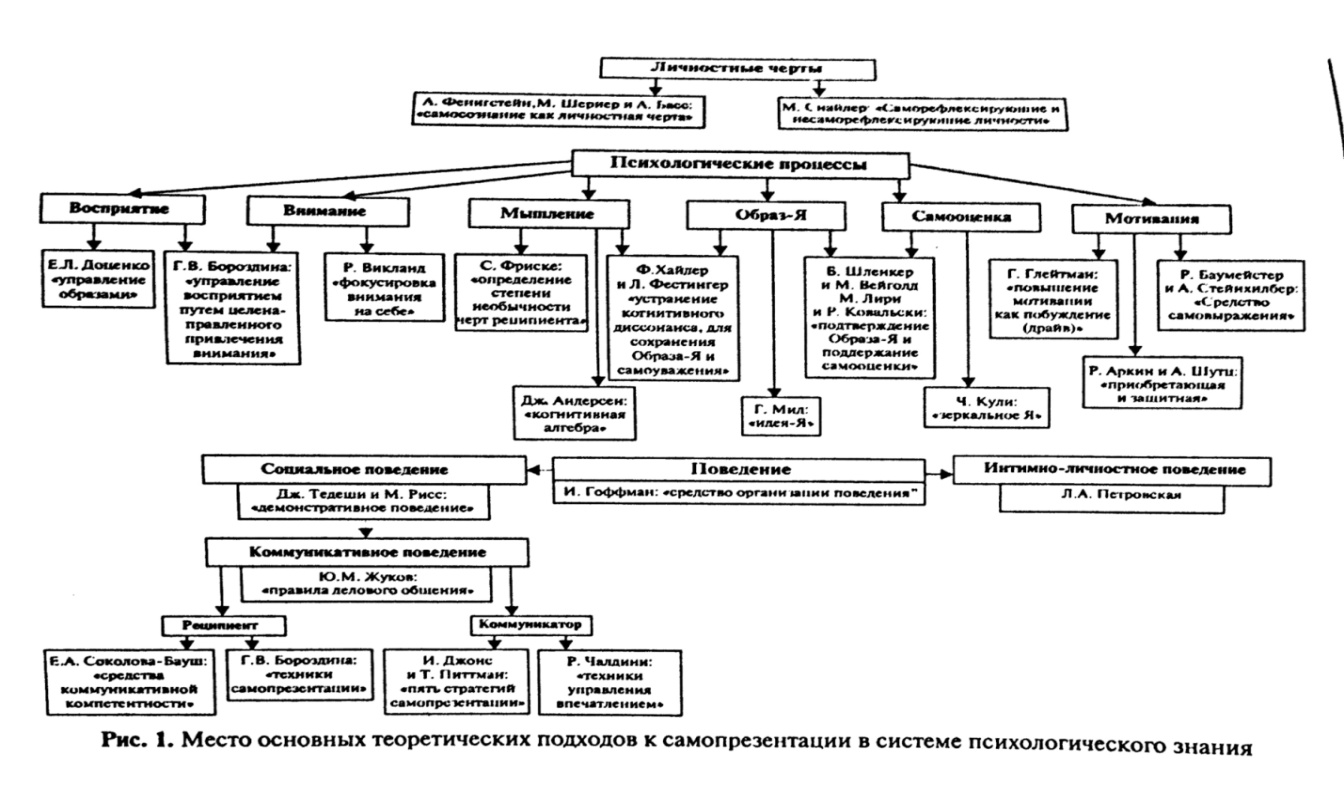 Личностные черты
А. Фенигстейн, М. Шериер и А. Басс:
«самосознание как личностная черта»
М. Снайдер: «Саморефлексирующие и
несаморефлексирующие личности»
Психологические процессы
Восприятие
Внимание
Мышление
Образ-Я
Самооценка
Мотивация
Е.Л. Доценко
«управление
образами»
Г.В. Бороздина:
«управление
восприятием
путем целена-
правленного
привлечения
внимания»
Р. Викланд
«фокусировка
внимания
на себе»
С. Фриске:
«определение
степени
необычности
черт реципиента»
Ф.Хайдер
и Л. Фестингер
«устранение
когнитивного
диссонанса, для
сохранения
Образа-Я и
самоуважения»
Б. Шленкер
и М. Вейголд
М. Лири
и Р. Ковальски:
«подтверждение
Образа-Я и
поддержание
самооценки»
Г. Глейтман:
«повышение
мотивации
как побуждение
(драйв)»
Р. Баумейстер
и А. Стейнхилбер:
«Средство
самовыражения»
Дж. Андерсен:
«когнитивная
алгебра»
Г. Мид:
«идея-Я»
Ч. Кули:
«зеркальное Я»
Р. Аркин и А. Шутц:
«приобретающая
и защитная»
Социальное поведение
Поведение
Интимно-личностное поведение
Дж. Тедеши и М. Рисс:
«демонстративное поведение»
И. Гоффман: «средство организации поведения"
Л.А. Петровская
Коммуникативное поведение
Ю.М. Жуков:
«правила делового общения»
Реципиент
Коммуникатор
Е.А. Соколова-Бауш:
«средства
коммуникативной
компетентности»
Г.В. Бороздина:
«техники
самопрезентации»
И. Джонс
и Т. Питтман:
«пять стратегий
самопрезентации»
Р. Чалдини:
«техники
управления
впечатлением»
Рис. 1. Место основных теоретических подходов к самопрезентации в системе психологического знания